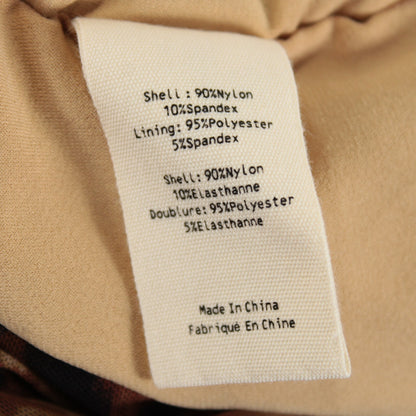 Shell: 90%Nylon
10%Spandex
Lining: 95%Polyester
5%Spandex
Shell: 90%Nylon
10%Elasthanne
Doublure: 95%Polyester
5%Elasthanne
Made In China
Fabriqué En Chine